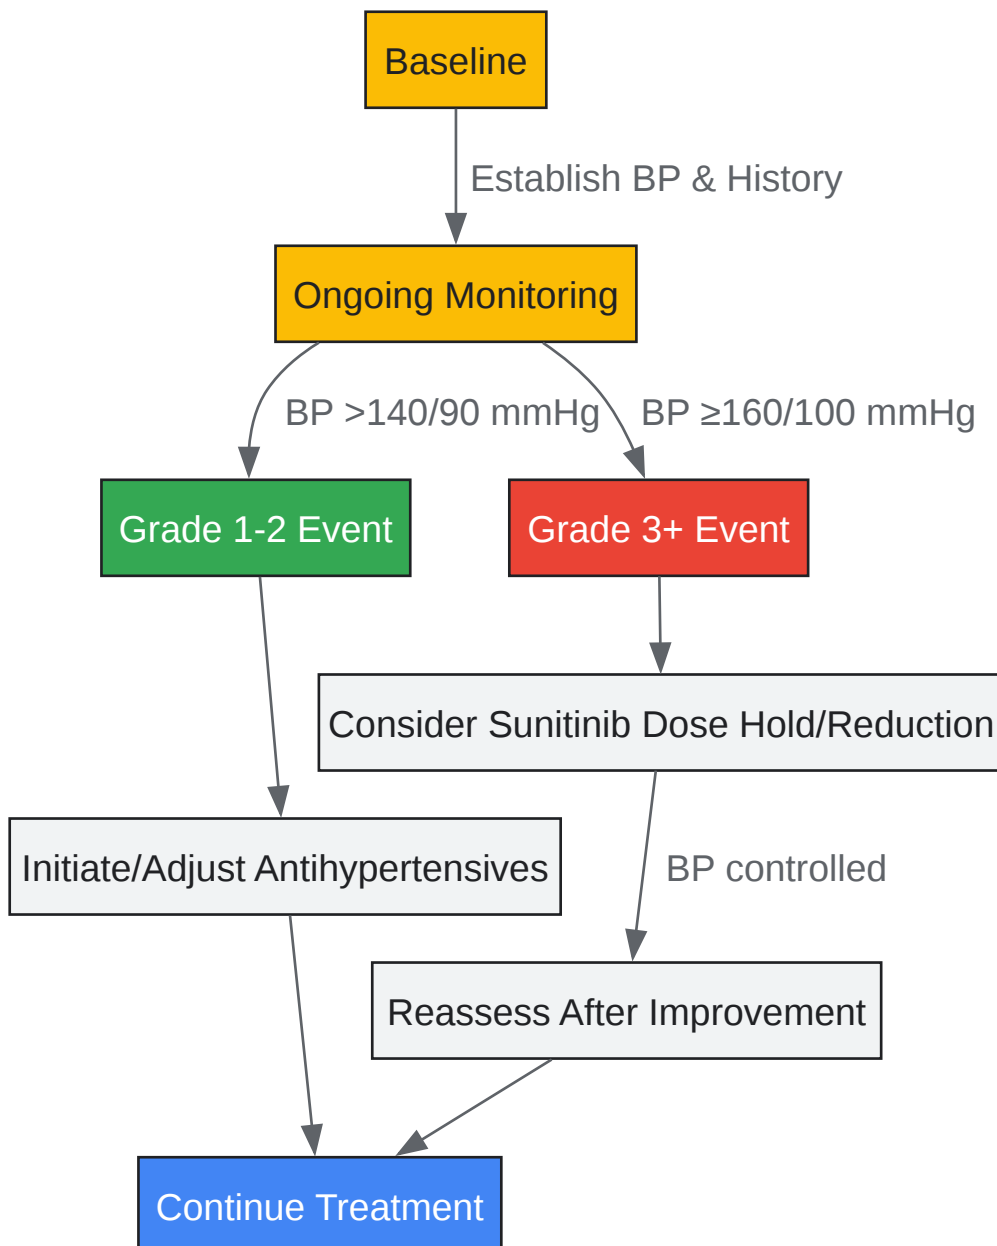 Baseline
Establish BP & History
Ongoing Monitoring
BP >140/90 mmHg
BP ≥160/100 mmHg
Grade 1-2 Event
Grade 3+ Event
Consider Sunitinib Dose Hold/Reduction
Initiate/Adjust Antihypertensives
BP controlled
Reassess After Improvement
Continue Treatment